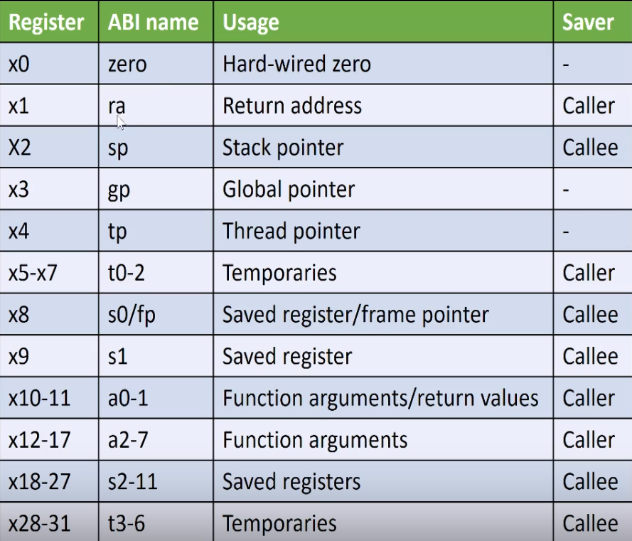 Register ABI name Usage Saver
x0 zero Hard-wired zero -
x1 ra Return address Caller
X2 sp Stack pointer Callee
x3 gp Global pointer -
x4 tp Thread pointer -
x5-x7 t0-2 Temporaries Caller
x8 s0/fp Saved register/frame pointer Callee
x9 s1 Saved register Callee
x10-11 a0-1 Function arguments/return values Caller
x12-17 a2-7 Function arguments Caller
x18-27 s2-11 Saved registers Callee
x28-31 t3-6 Temporaries Callee